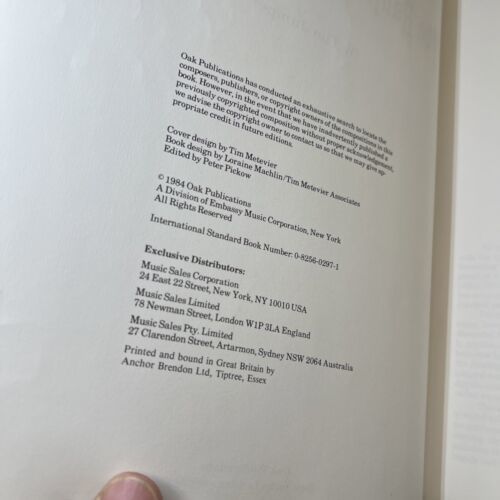 Oak Publications has conducted an exhaustive search to locate the
composers, publishers, or copyright owners of the compositions in this
book. However, in the event that we have inadvertently published a
previously copyrighted composition without proper acknowledgement,
we advise the copyright owner to contact us so that we may give ap-
propriate credit in future editions.
Cover design by Tim Metevier
Book design by Loraine Machlin/Tim Metevier Associates
Edited by Peter Pickow
© 1984 Oak Publications
A Division of Embassy Music Corporation, New York
All Rights Reserved
International Standard Book Number: 0-8256-0297-1
Exclusive Distributors:
Music Sales Corporation
24 East 22 Street, New York, NY 10010 USA
Music Sales Limited
78 Newman Street, London W1P 3LA England
Music Sales Pty. Limited
27 Clarendon Street, Artarmon, Sydney NSW 2064 Australia
Printed and bound in Great Britain by
Anchor Brendon Ltd, Tiptree, Essex